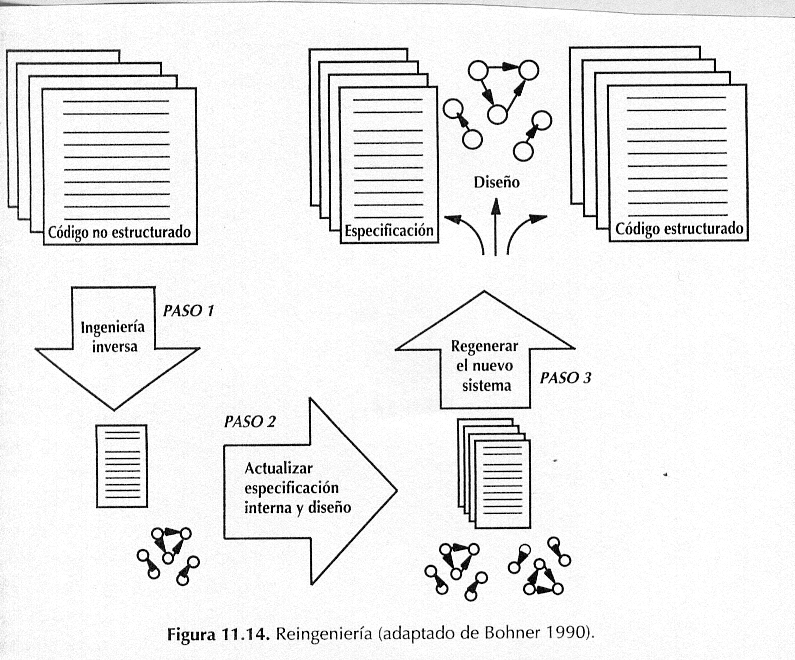 Código no estructurado
Especificación
Diseño
Código estructurado
PASO 1
Ingeniería
inversa
PASO 2
Actualizar
especificación
interna y diseño
Regenerar
el nuevo
sistema
PASO 3
Figura 11.14. Reingeniería (adaptado de Bohner 1990).